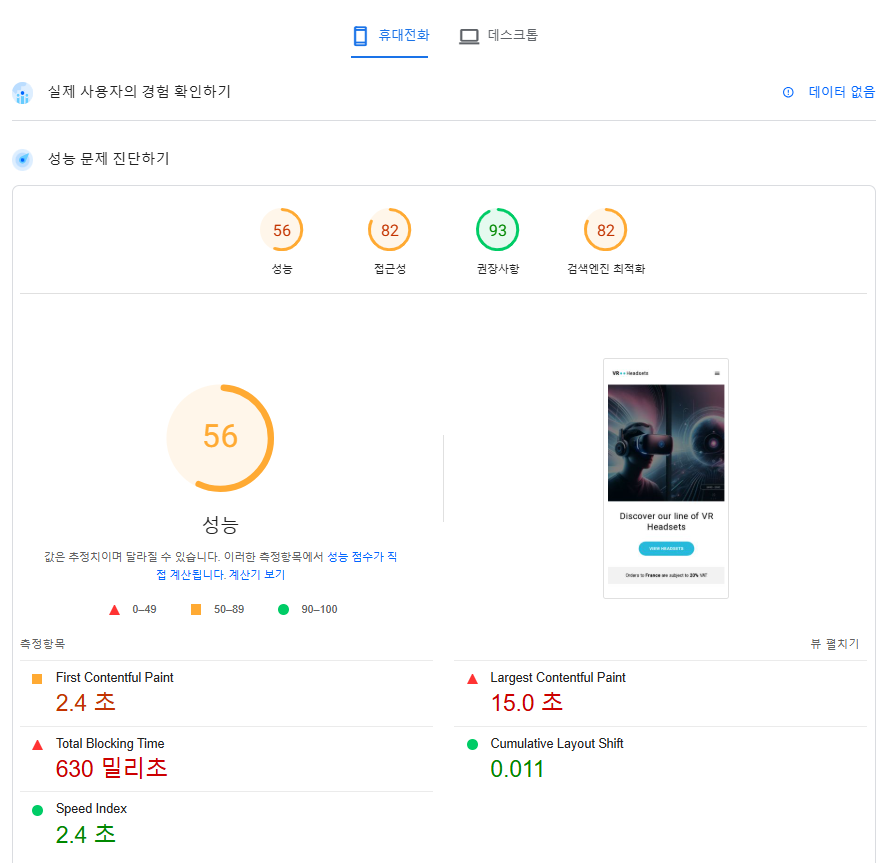 휴대전화 데스크톱
실제 사용자의 경험 확인하기 데이터 없음
성능 문제 진단하기
56 82 93 82
성능 접근성 권장사항 검색엔진 최적화
56
성능
값은 추정치이며 달라질 수 있습니다. 이러한 측정항목에서 성능 점수가 직
접 계산됩니다. 계산기 보기
0–49 50–89 90–100
VR++ Headsets
Discover our line of VR
Headsets
VIEW HEADSETS
Orders to France are subject to 20% VAT
측정항목 뷰 펼치기
First Contentful Paint
2.4 초
Largest Contentful Paint
15.0 초
Total Blocking Time
630 밀리초
Cumulative Layout Shift
0.011
Speed Index
2.4 초